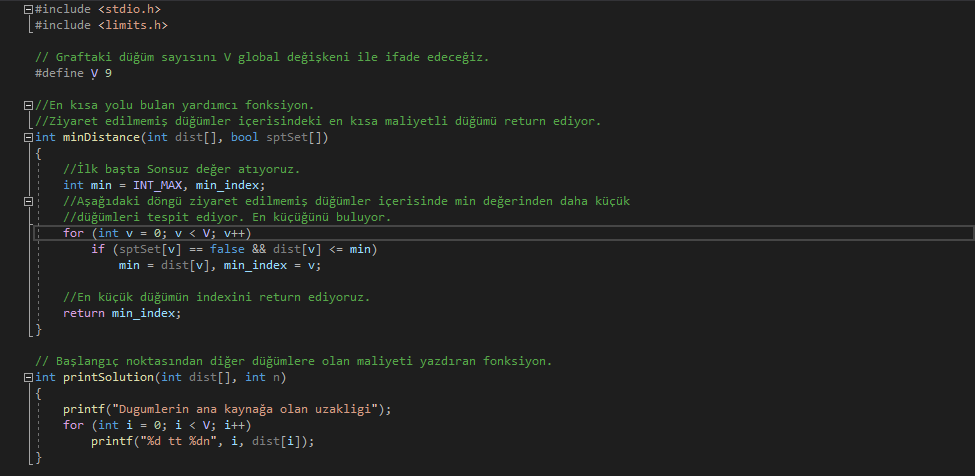 #include <stdio.h>
#include <limits.h>
// Graftaki düğüm sayısını V global değişkeni ile ifade edeceğiz.
#define V 9
//En kısa yolu bulan yardımcı fonksiyon.
//Ziyaret edilmemiş düğümler içerisindeki en kısa maliyetli düğümü return ediyor.
int minDistance(int dist[], bool sptSet[])
{
//İlk başta Sonsuz değer atıyoruz.
int min = INT_MAX, min_index;
//Aşağıdaki döngü ziyaret edilmemiş düğümler içerisinde min değerinden daha küçük
//düğümleri tespit ediyor. En küçüğünü buluyor.
for (int v = 0; v < V; v++)
if (sptSet[v] == false && dist[v] <= min)
min = dist[v], min_index = v;
//En küçük düğümün indexini return ediyoruz.
return min_index;
}
// Başlangıç noktasından diğer düğümlere olan maliyeti yazdıran fonksiyon.
int printSolution(int dist[], int n)
{
printf("Dugumlerin ana kaynağa olan uzakligi");
for (int i = 0; i < V; i++)
printf("%d tt %dn", i, dist[i]);
}